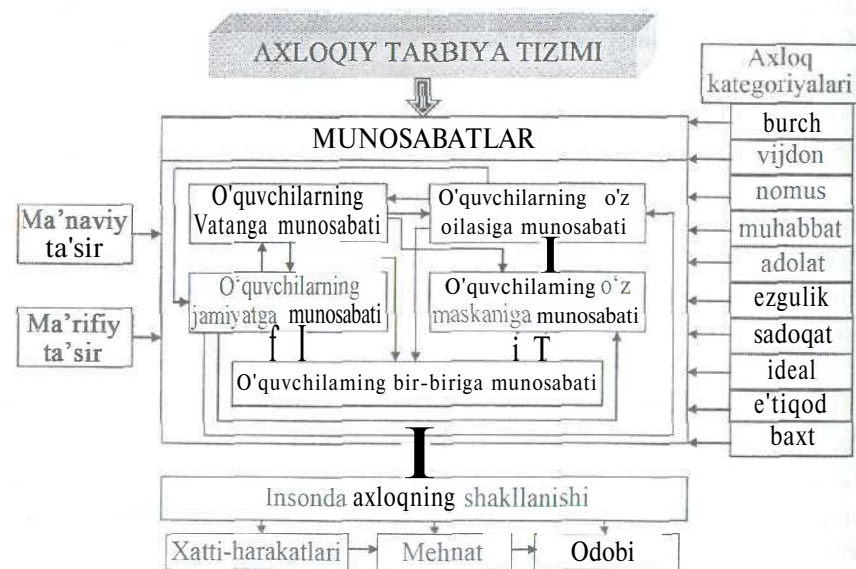 AXLOQIY TARBIYA TIZIMI
Axloq
kategoriyalari
MUNOSABATLAR
burch
vijdon
nomus
muhabbat
adolat
ezgulik
sadoqat
ideal
e'tiqod
baxt
Ma'naviy
ta'sir
Ma'rifiy
ta'sir
O'quvchilarning
Vatanga munosabati
O'quvchilarning o'z
oilasiga munosabati
O'quvchilarning
jamiyatga munosabati
O'quvchilaming o'z
maskaniga munosabati
O'quvchilaming bir-biriga munosabati
Insonda axloqning shakllanishi
Xatti-harakatlari
Mehnat
Odobi